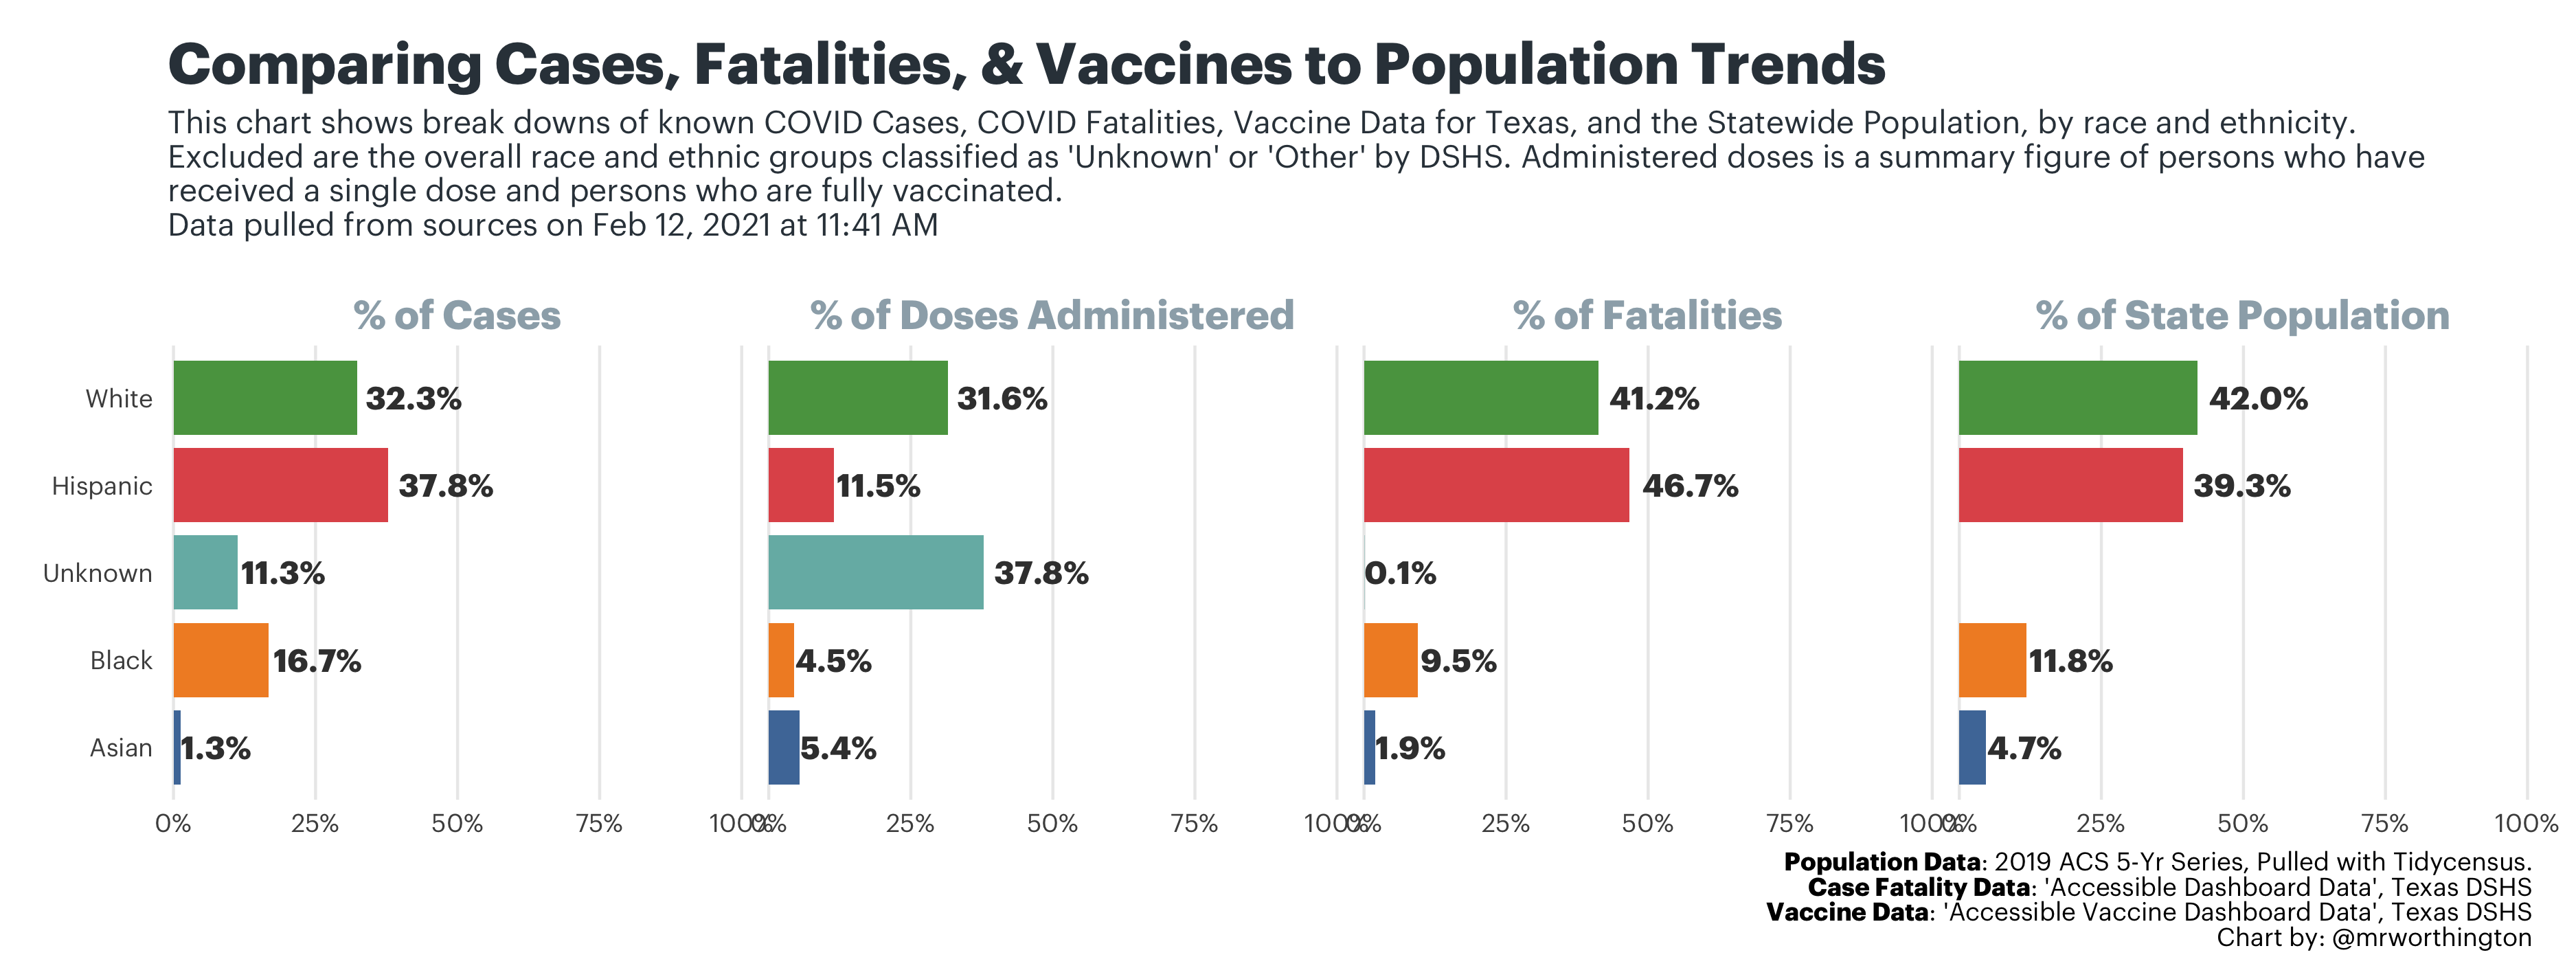 Comparing Cases, Fatalities, & Vaccines to Population Trends
This chart shows break downs of known COVID Cases, COVID Fatalities, Vaccine Data for Texas, and the Statewide Population, by race and ethnicity.
Excluded are the overall race and ethnic groups classified as 'Unknown' or 'Other' by DSHS. Administered doses is a summary figure of persons who have
received a single dose and persons who are fully vaccinated.
Data pulled from sources on Feb 12, 2021 at 11:41 AM
% of Cases % of Doses Administered % of Fatalities % of State Population
White 32.3% 31.6% 41.2% 42.0%
Hispanic 37.8% 11.5% 46.7% 39.3%
Unknown 11.3% 37.8% 0.1%
Black 16.7% 4.5% 9.5% 11.8%
Asian 1.3% 5.4% 1.9% 4.7%
0% 25% 50% 75% 100% 0% 25% 50% 75% 100% 0% 25% 50% 75% 100% 0% 25% 50% 75% 100%
Population Data: 2019 ACS 5-Yr Series, Pulled with Tidycensus.
Case Fatality Data: 'Accessible Dashboard Data', Texas DSHS
Vaccine Data: 'Accessible Vaccine Dashboard Data', Texas DSHS
Chart by: @mrworthington